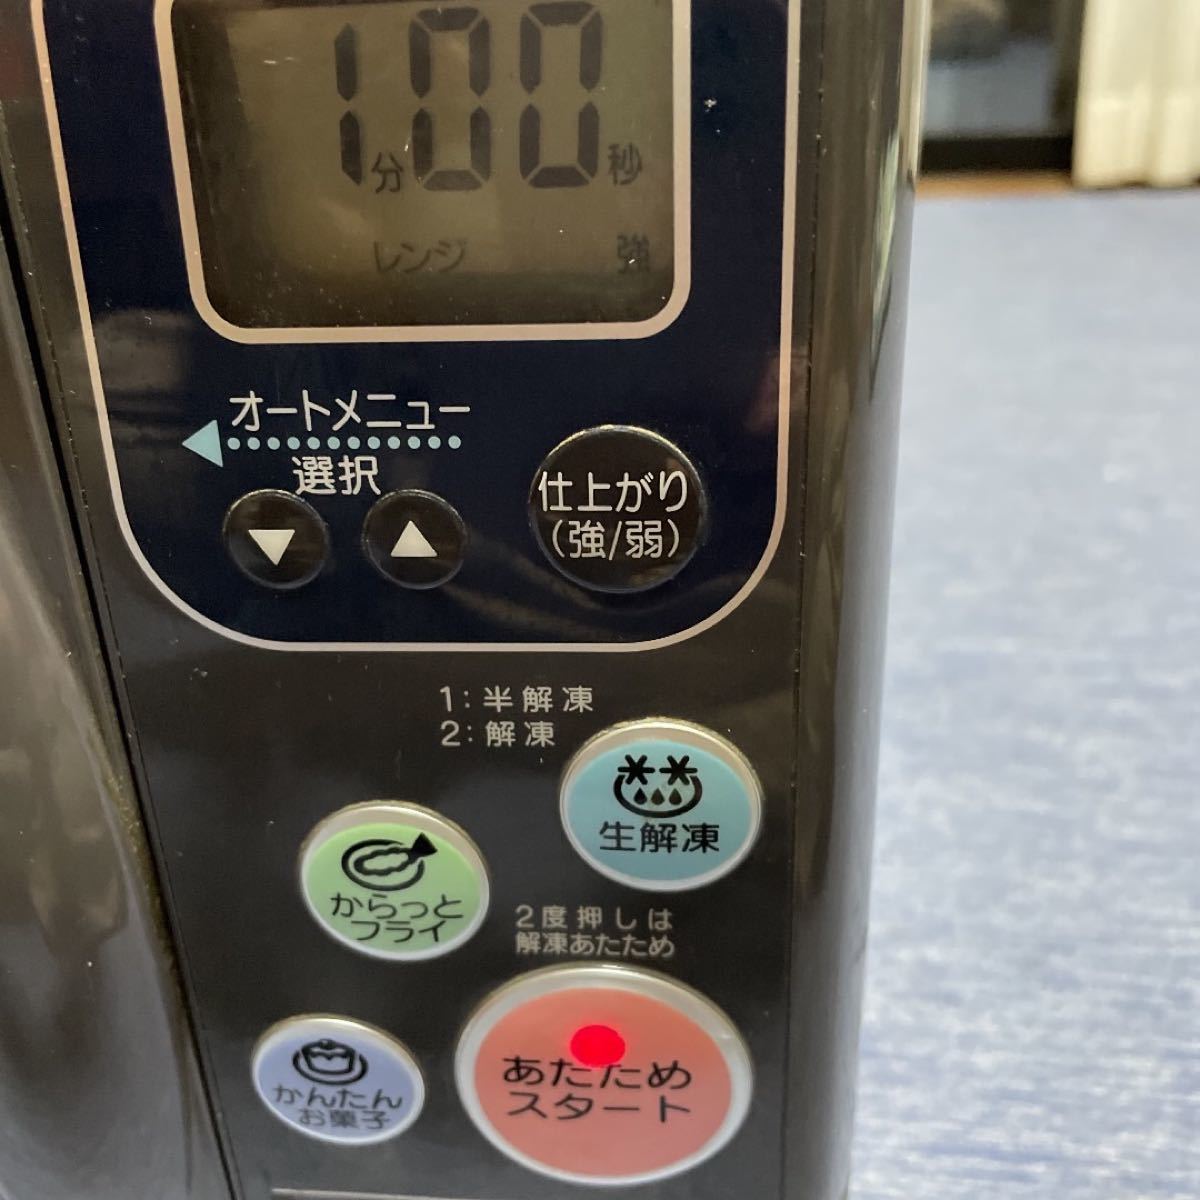 1分00秒
レンジ 強
オートメニュー
選択
仕上がり
(強/弱)
1:半解凍
2:解凍
生解凍
からっと
フライ
2度押しは
解凍あたため
あたため
スタート
かんたん
お菓子